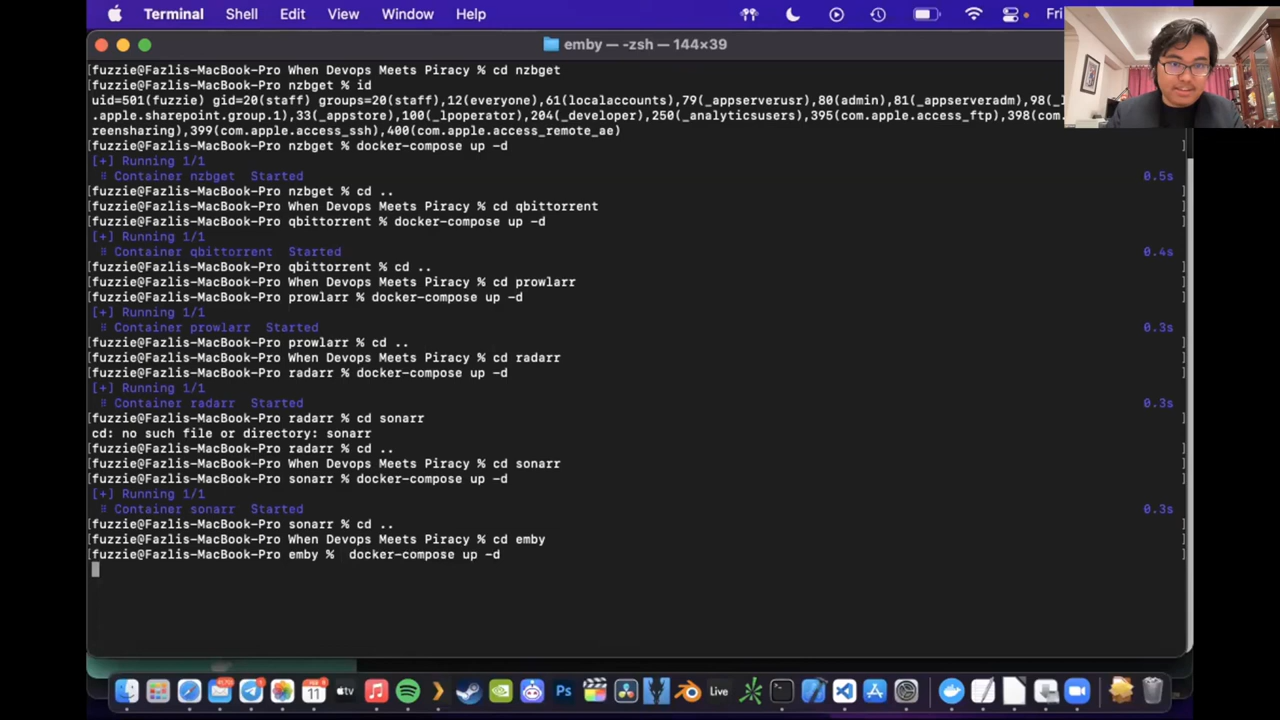 Terminal Shell Edit View Window Help Fri
emby — -zsh — 144×39
[fuzzie@Fazlis-MacBook-Pro When Devops Meets Piracy % cd nzbget
[fuzzie@Fazlis-MacBook-Pro nzbget % id
uid=501(fuzzie) gid=20(staff) groups=20(staff),12(everyone),61(localaccounts),79(_appserverusr),80(admin),81(_appserveradm),98(_l
.apple.sharepoint.group.1),33(_appstore),100(_lpoperator),204(_developer),250(_analyticsusers),395(com.apple.access_ftp),398(com.
reensharing),399(com.apple.access_ssh),400(com.apple.access_remote_ae)
[fuzzie@Fazlis-MacBook-Pro nzbget % docker-compose up -d ]
[+] Running 1/1
⠿ Container nzbget Started 0.5s
[fuzzie@Fazlis-MacBook-Pro nzbget % cd .. ]
[fuzzie@Fazlis-MacBook-Pro When Devops Meets Piracy % cd qbittorrent ]
[fuzzie@Fazlis-MacBook-Pro qbittorrent % docker-compose up -d ]
[+] Running 1/1
⠿ Container qbittorrent Started 0.4s
[fuzzie@Fazlis-MacBook-Pro qbittorrent % cd .. ]
[fuzzie@Fazlis-MacBook-Pro When Devops Meets Piracy % cd prowlarr ]
[fuzzie@Fazlis-MacBook-Pro prowlarr % docker-compose up -d ]
[+] Running 1/1
⠿ Container prowlarr Started 0.3s
[fuzzie@Fazlis-MacBook-Pro prowlarr % cd .. ]
[fuzzie@Fazlis-MacBook-Pro When Devops Meets Piracy % cd radarr ]
[fuzzie@Fazlis-MacBook-Pro radarr % docker-compose up -d ]
[+] Running 1/1
⠿ Container radarr Started 0.3s
[fuzzie@Fazlis-MacBook-Pro radarr % cd sonarr ]
cd: no such file or directory: sonarr
[fuzzie@Fazlis-MacBook-Pro radarr % cd .. ]
[fuzzie@Fazlis-MacBook-Pro When Devops Meets Piracy % cd sonarr ]
[fuzzie@Fazlis-MacBook-Pro sonarr % docker-compose up -d ]
[+] Running 1/1
⠿ Container sonarr Started 0.3s
[fuzzie@Fazlis-MacBook-Pro sonarr % cd .. ]
[fuzzie@Fazlis-MacBook-Pro When Devops Meets Piracy % cd emby ]
[fuzzie@Fazlis-MacBook-Pro emby %  docker-compose up -d ]
11 tv Ps Live